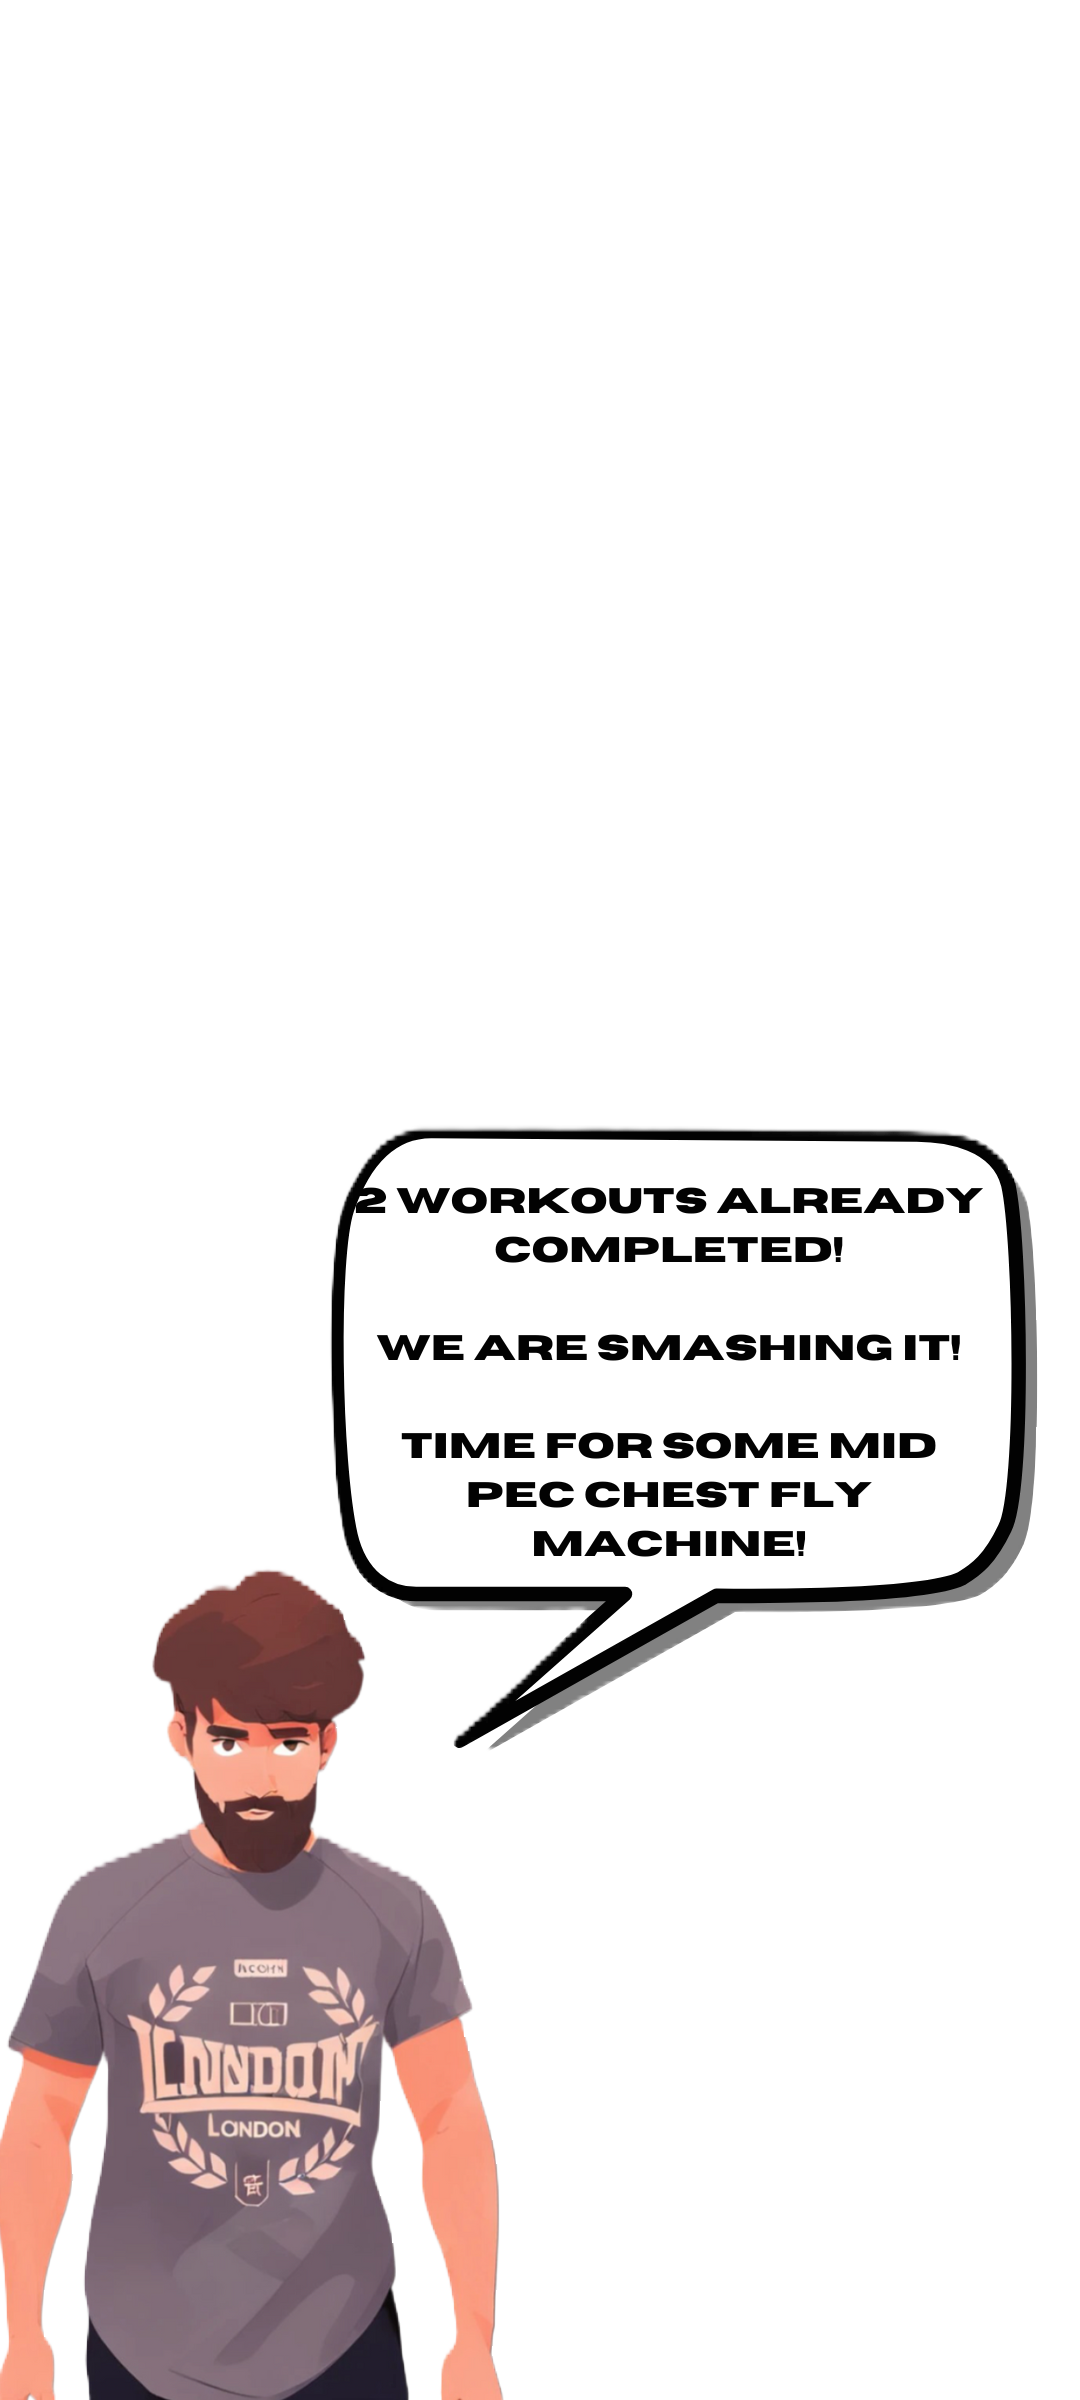 2 WORKOUTS ALREADY
COMPLETED!
WE ARE SMASHING IT!
TIME FOR SOME MID
PEC CHEST FLY
MACHINE!
LONDON